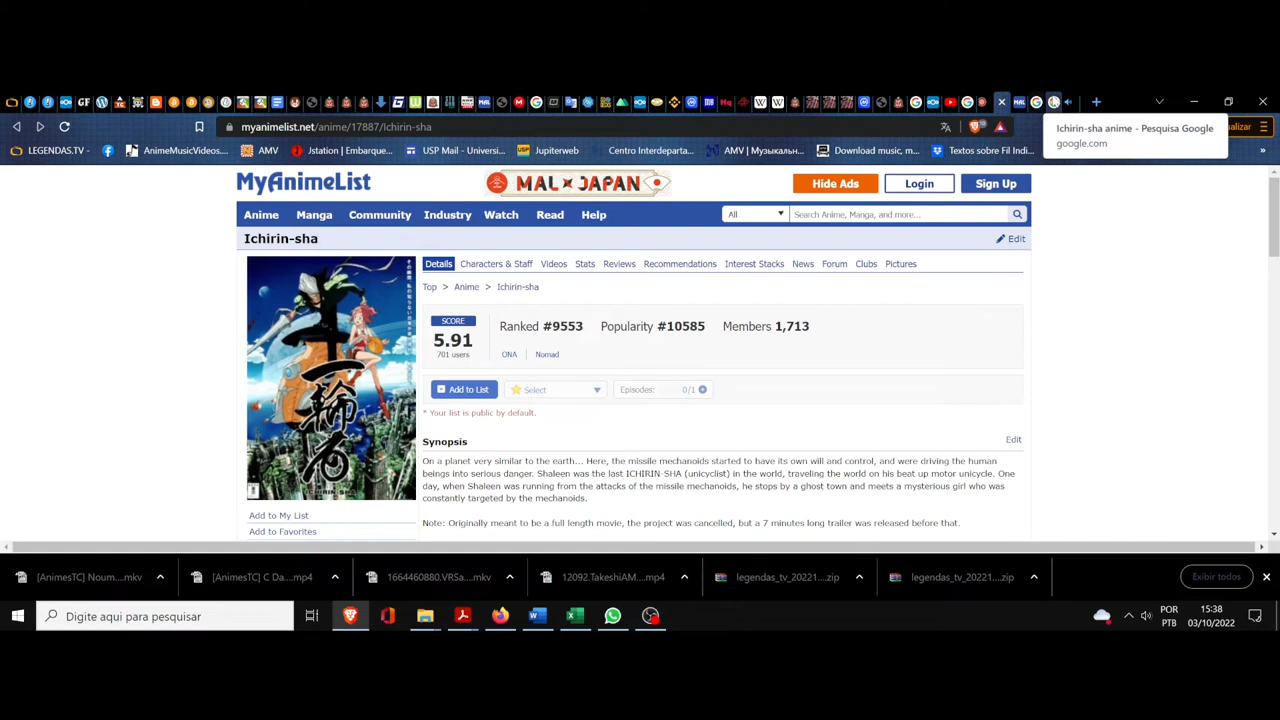 Ichirin-sha anime - Pesquisa Google
google.com
myanimelist.net/anime/17887/Ichirin-sha
ualizar
LEGENDAS.TV -
AnimeMusicVideos...
AMV
Jstation | Embarque...
USP Mail - Universi...
Jupiterweb
Centro Interdeparta...
AMV | Музыкальн...
Download music, m...
Textos sobre Fil Indi...
»
MyAnimeList
MAL × JAPAN
Hide Ads
Login
Sign Up
Anime
Manga
Community
Industry
Watch
Read
Help
All
Search Anime, Manga, and more...
Ichirin-sha
Edit
Details
Characters & Staff
Videos
Stats
Reviews
Recommendations
Interest Stacks
News
Forum
Clubs
Pictures
Top > Anime > Ichirin-sha
SCORE
5.91
701 users
Ranked #9553
Popularity #10585
Members 1,713
ONA
Nomad
一輪者
ICHIRIN-SHA
Add to List
Select
Episodes: 0/1
* Your list is public by default.
Synopsis
Edit
On a planet very similar to the earth... Here, the missile mechanoids started to have its own will and control, and were driving the human
beings into serious danger. Shaleen was the last ICHIRIN-SHA (unicyclist) in the world, traveling the world on his beat up motor unicycle. One
day, when Shaleen was running from the attacks of the missile mechanoids, he stops by a ghost town and meets a mysterious girl who was
constantly targeted by the mechanoids.
Note: Originally meant to be a full length movie, the project was cancelled, but a 7 minutes long trailer was released before that.
Add to My List
Add to Favorites
[AnimesTC] Noum....mkv
[AnimesTC] C Da....mp4
1664460880.VRSa....mkv
12092.TakeshiAM....mp4
legendas_tv_20221....zip
legendas_tv_20221....zip
Exibir todos
Digite aqui para pesquisar
POR
PTB
15:38
03/10/2022